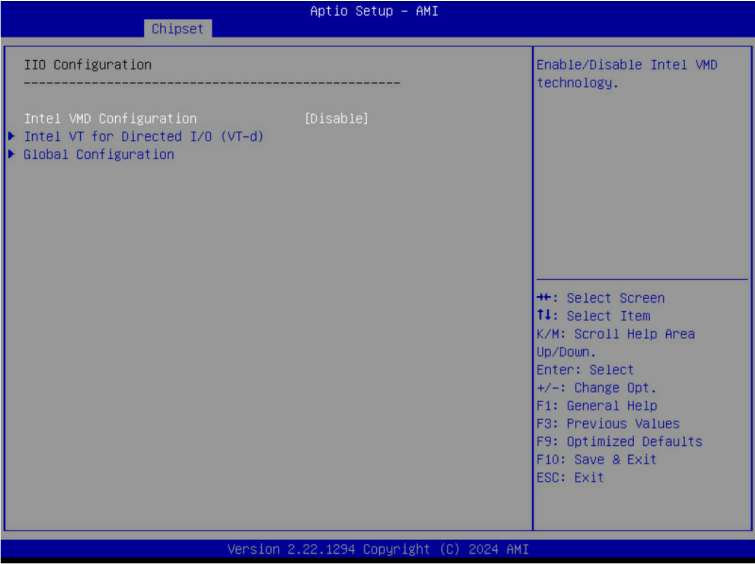 Aptio Setup – AMI
Chipset
IIO Configuration
--------------------------------------------------
Intel VMD Configuration [Disable]
Intel VT for Directed I/O (VT-d)
Global Configuration
Enable/Disable Intel VMD
technology.
→←: Select Screen
↑↓: Select Item
K/M: Scroll Help Area
Up/Down.
Enter: Select
+/-: Change Opt.
F1: General Help
F3: Previous Values
F9: Optimized Defaults
F10: Save & Exit
ESC: Exit
Version 2.22.1294 Copyright (C) 2024 AMI